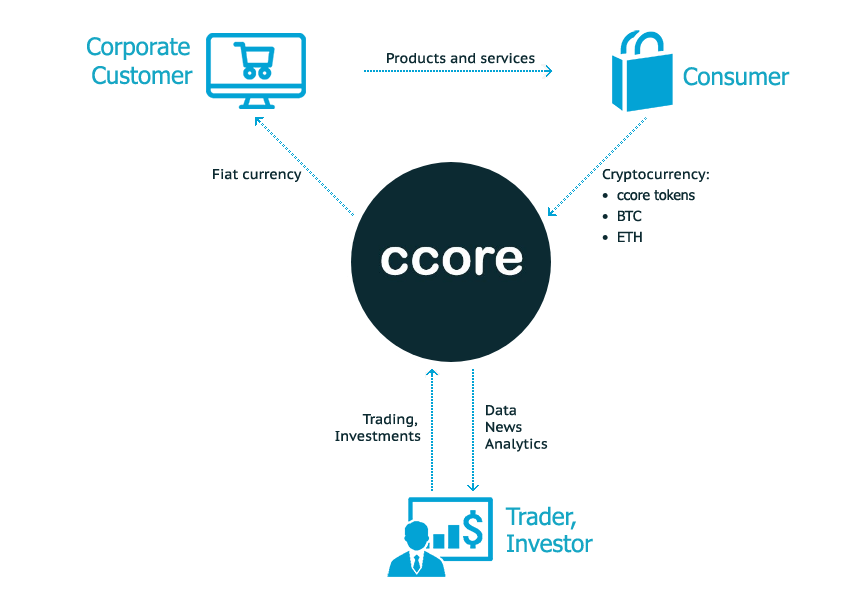 Corporate
Customer
Products and services
Consumer
Fiat currency
Cryptocurrency:
• ccore tokens
• BTC
• ETH
ccore
Trading,
Investments
Data
News
Analytics
$
Trader,
Investor